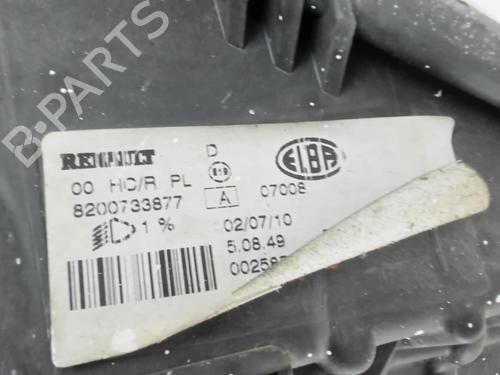 B-PARTS
RENAULT D ELBA
00 HC/R PL A 07008
8200733877
1 % 02/07/10
5.08.49
00258